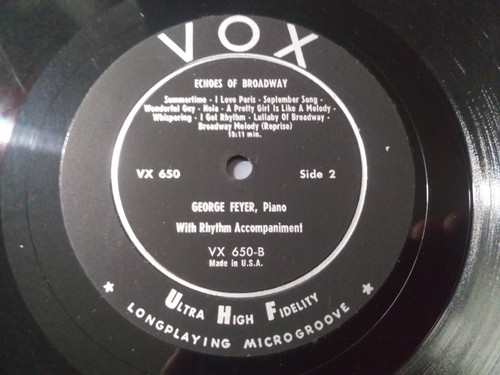 VOX
ECHOES OF BROADWAY
Summertime - I Love Paris - September Song -
Wonderful Guy - Nola - A Pretty Girl Is Like A Melody -
Whispering - I Got Rhythm - Lullaby Of Broadway -
Broadway Melody (Reprise)
15:11 min.
VX 650 Side 2
GEORGE FEYER, Piano
With Rhythm Accompaniment
VX 650-B
Made in U.S.A.
ULTRA HIGH FIDELITY
LONGPLAYING MICROGROOVE